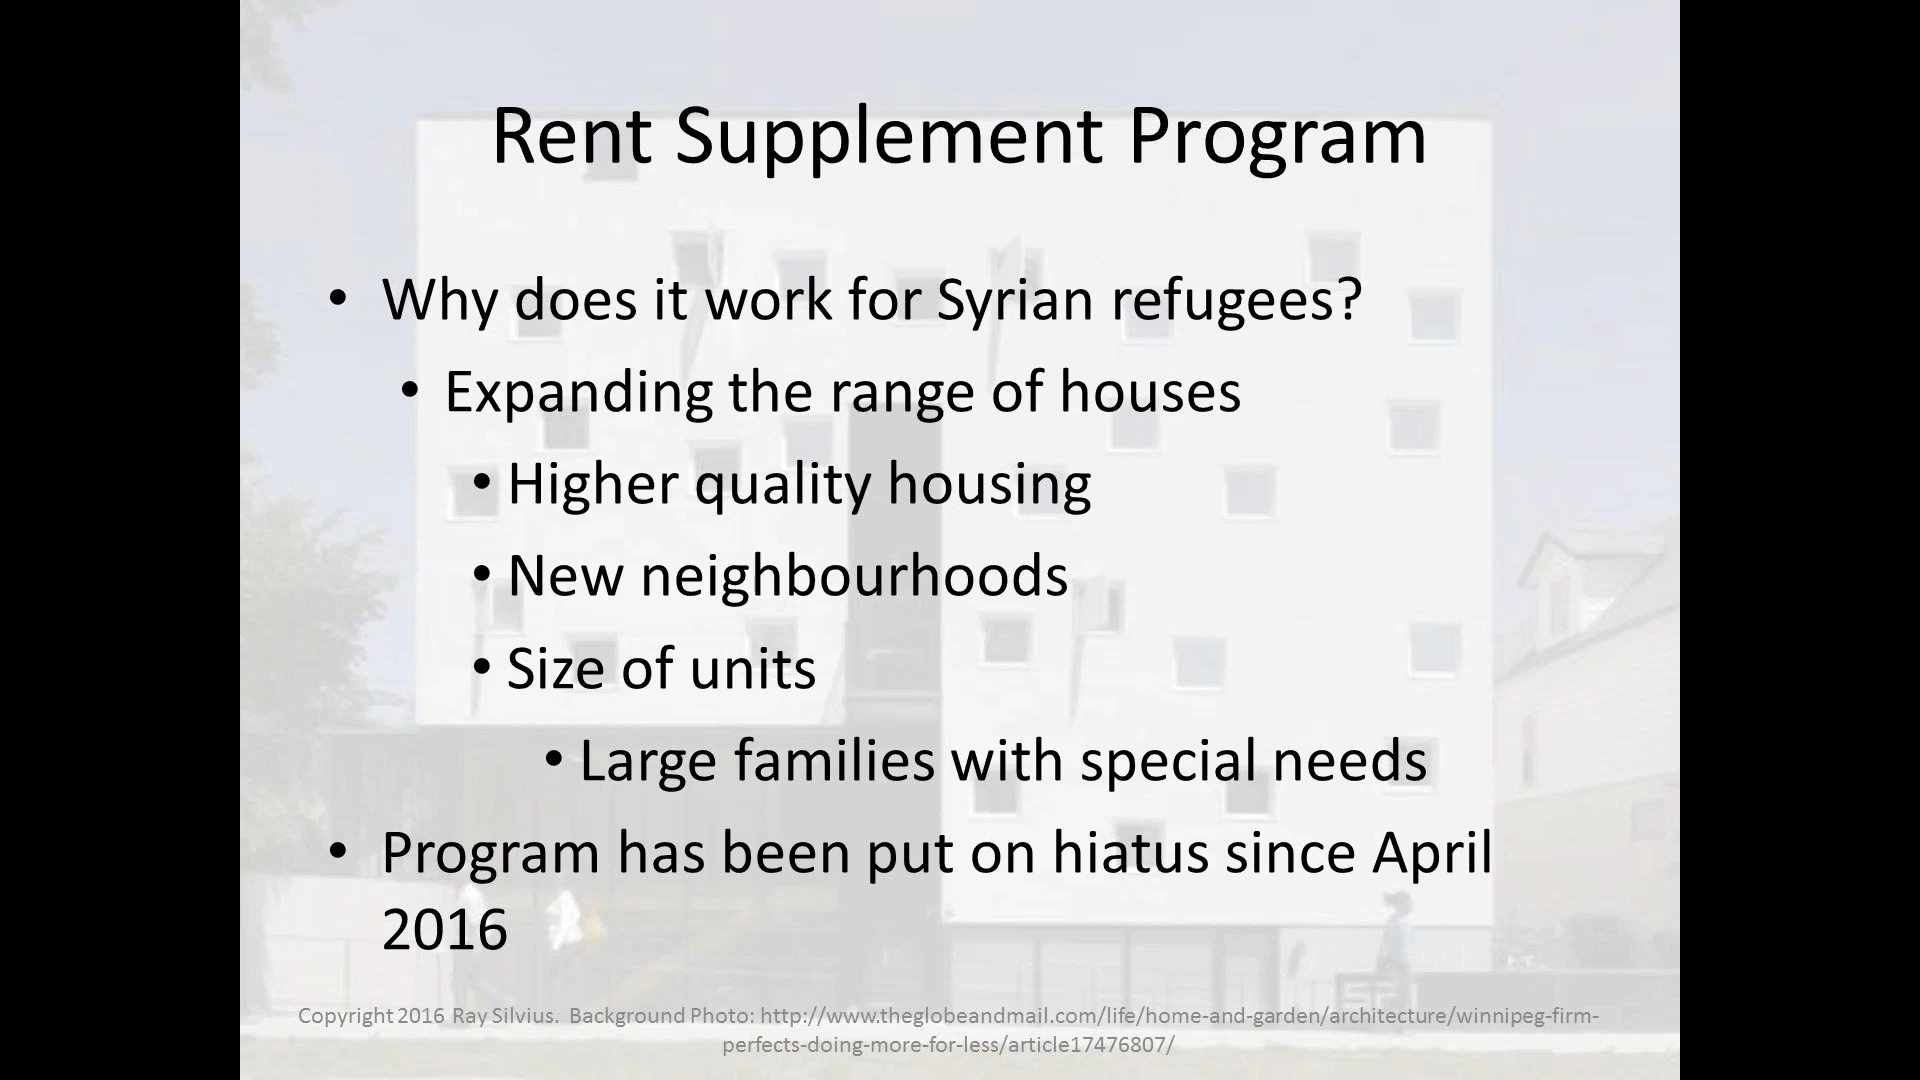 Rent Supplement Program
• Why does it work for Syrian refugees?
• Expanding the range of houses
• Higher quality housing
• New neighbourhoods
• Size of units
• Large families with special needs
• Program has been put on hiatus since April
2016
Copyright 2016 Ray Silvius.  Background Photo: http://www.theglobeandmail.com/life/home-and-garden/architecture/winnipeg-firm-
perfects-doing-more-for-less/article17476807/